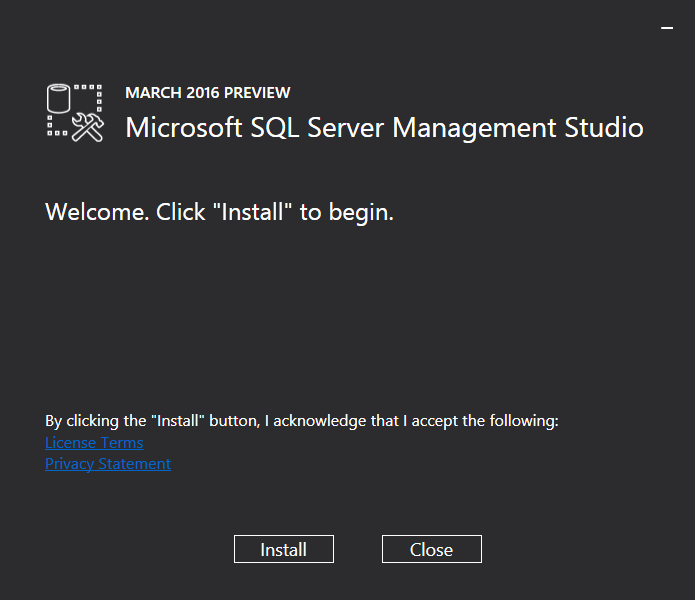 MARCH 2016 PREVIEW
Microsoft SQL Server Management Studio
Welcome. Click "Install" to begin.
By clicking the "Install" button, I acknowledge that I accept the following:
License Terms
Privacy Statement
Install
Close